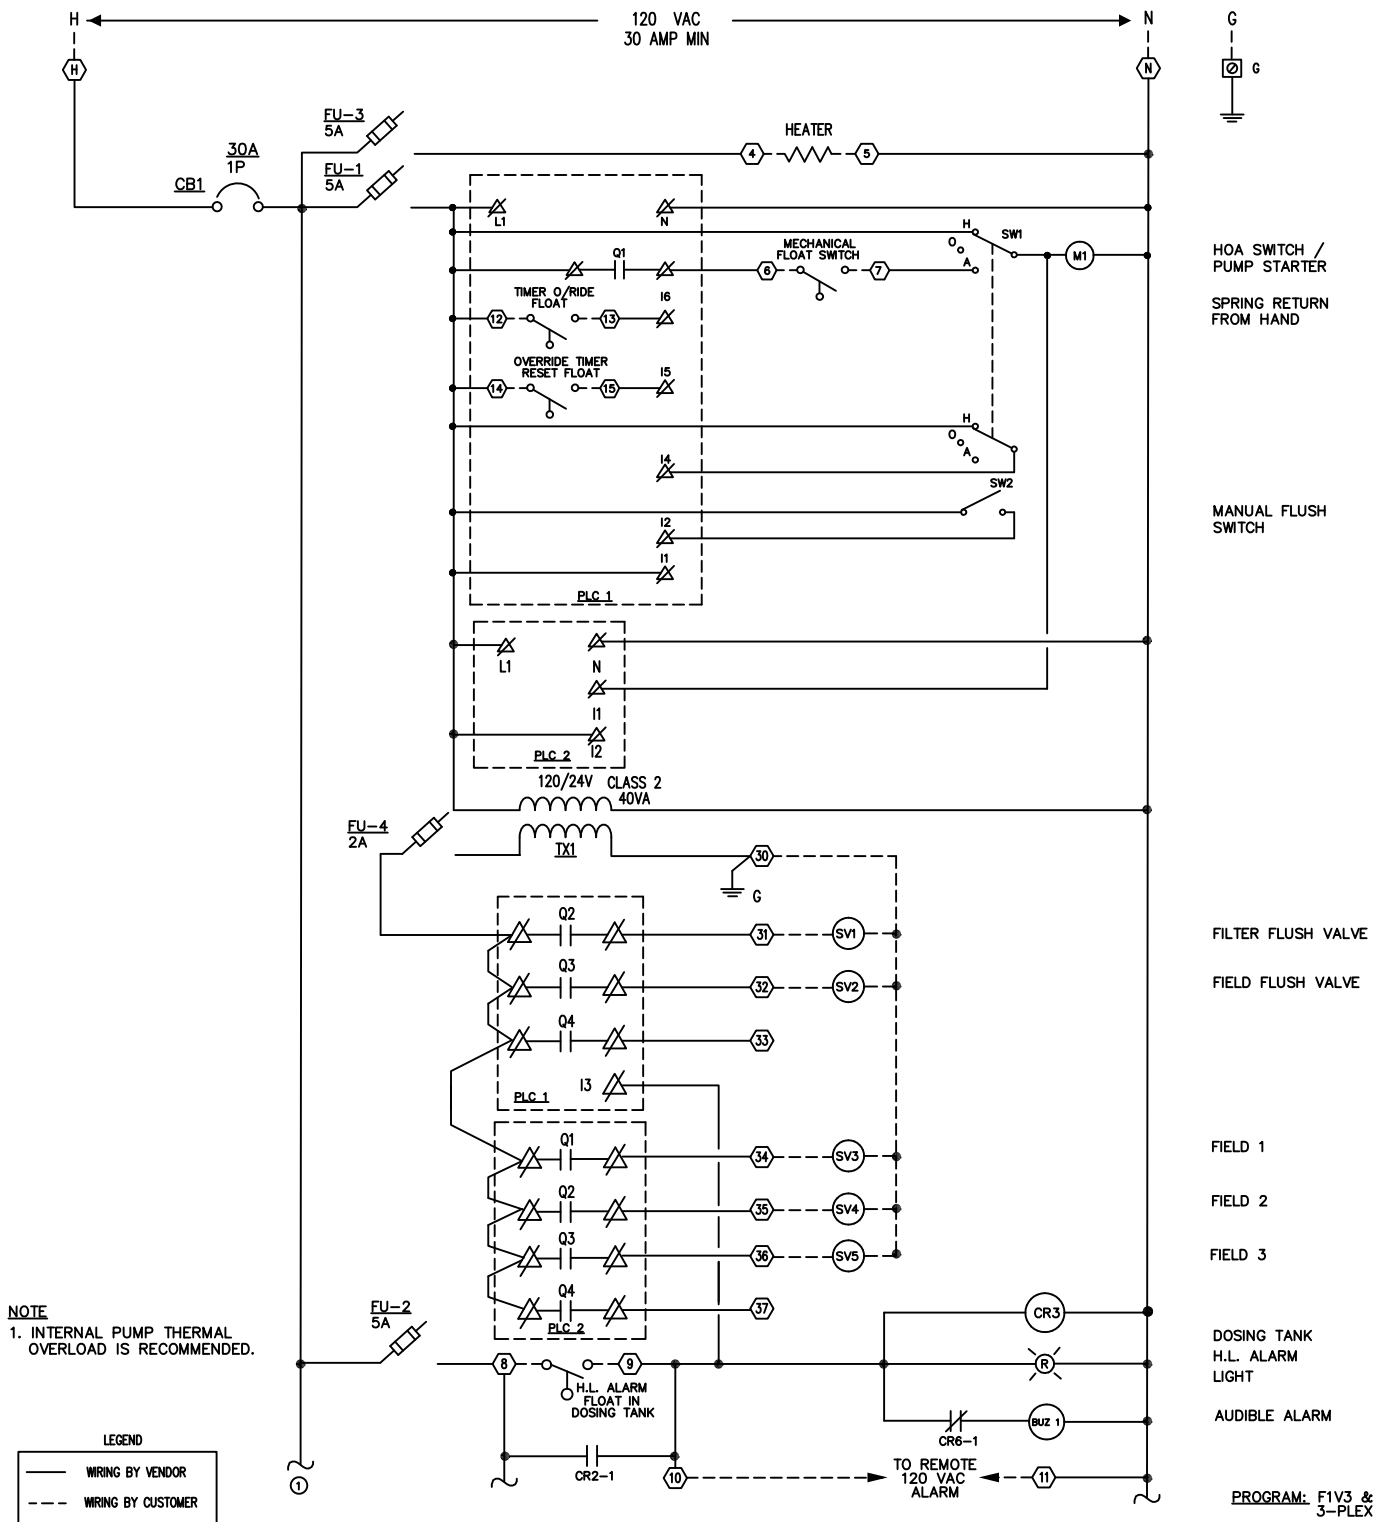 H
120 VAC
30 AMP MIN
N
G
H
N
G
FU-3
5A
HEATER
4
5
30A
1P
FU-1
5A
CB1
L1
N
H
O
A
SW1
M1
HOA SWITCH /
PUMP STARTER
Q1
MECHANICAL
FLOAT SWITCH
6
7
SPRING RETURN
FROM HAND
TIMER O/RIDE
FLOAT
I6
12
13
OVERRIDE TIMER
RESET FLOAT
I5
14
15
H
O
A
I4
SW2
MANUAL FLUSH
SWITCH
I2
I1
PLC 1
L1
N
I1
I2
PLC 2
120/24V CLASS 2
40VA
FU-4
2A
TX1
30
G
Q2
31
SV1
FILTER FLUSH VALVE
Q3
32
SV2
FIELD FLUSH VALVE
Q4
33
I3
PLC 1
Q1
34
SV3
FIELD 1
Q2
35
SV4
FIELD 2
Q3
36
SV5
FIELD 3
Q4
37
PLC 2
NOTE
1. INTERNAL PUMP THERMAL
OVERLOAD IS RECOMMENDED.
FU-2
5A
CR3
8
9
H.L. ALARM
FLOAT IN
DOSING TANK
R
DOSING TANK
H.L. ALARM
LIGHT
CR6-1
BUZ 1
AUDIBLE ALARM
CR2-1
10
TO REMOTE
120 VAC
ALARM
11
1
LEGEND
WIRING BY VENDOR
WIRING BY CUSTOMER
PROGRAM: F1V3 &
3-PLEX